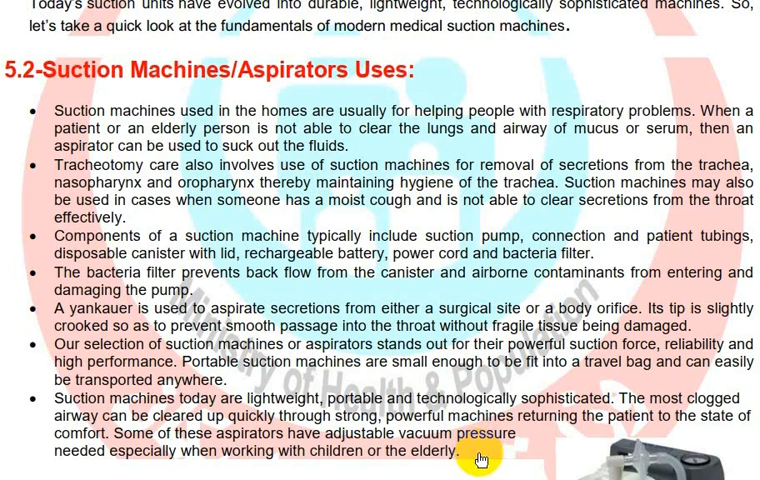 Today's suction units have evolved into durable, lightweight, technologically sophisticated machines. So,
let's take a quick look at the fundamentals of modern medical suction machines.
5.2-Suction Machines/Aspirators Uses:
• Suction machines used in the homes are usually for helping people with respiratory problems. When a
patient or an elderly person is not able to clear the lungs and airway of mucus or serum, then an
aspirator can be used to suck out the fluids.
• Tracheotomy care also involves use of suction machines for removal of secretions from the trachea,
nasopharynx and oropharynx thereby maintaining hygiene of the trachea. Suction machines may also
be used in cases when someone has a moist cough and is not able to clear secretions from the throat
effectively.
• Components of a suction machine typically include suction pump, connection and patient tubings,
disposable canister with lid, rechargeable battery, power cord and bacteria filter.
• The bacteria filter prevents back flow from the canister and airborne contaminants from entering and
damaging the pump.
• A yankauer is used to aspirate secretions from either a surgical site or a body orifice. Its tip is slightly
crooked so as to prevent smooth passage into the throat without fragile tissue being damaged.
• Our selection of suction machines or aspirators stands out for their powerful suction force, reliability and
high performance. Portable suction machines are small enough to be fit into a travel bag and can easily
be transported anywhere.
• Suction machines today are lightweight, portable and technologically sophisticated. The most clogged
airway can be cleared up quickly through strong, powerful machines returning the patient to the state of
comfort. Some of these aspirators have adjustable vacuum pressure
needed especially when working with children or the elderly.
Ministry of Health & Population